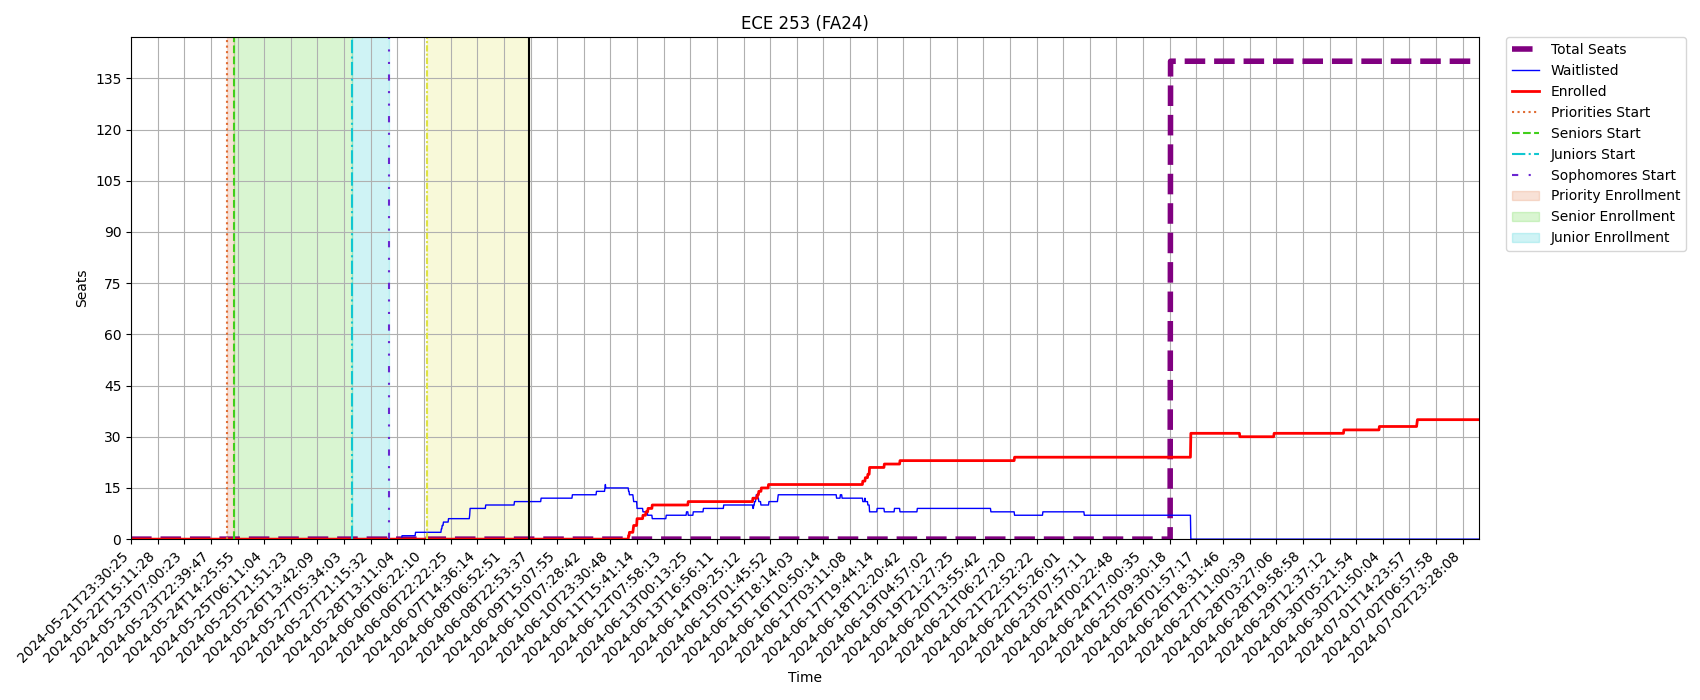 ECE 253 (FA24)
Total Seats
Waitlisted
Enrolled
Priorities Start
Seniors Start
Juniors Start
Sophomores Start
Priority Enrollment
Senior Enrollment
Junior Enrollment
Seats
135
120
105
90
75
60
45
30
15
0
2024-05-21T23:30:25
2024-05-22T15:11:28
2024-05-23T07:00:23
2024-05-23T22:39:47
2024-05-24T14:25:55
2024-05-25T06:11:04
2024-05-25T21:51:23
2024-05-26T13:42:09
2024-05-27T05:34:03
2024-05-27T21:15:32
2024-05-28T13:11:04
2024-06-06T06:22:10
2024-06-06T22:22:25
2024-06-07T14:36:14
2024-06-08T06:52:51
2024-06-08T22:53:37
2024-06-09T15:07:55
2024-06-10T07:28:42
2024-06-10T23:30:48
2024-06-11T15:41:14
2024-06-12T07:58:13
2024-06-13T00:13:25
2024-06-13T16:56:11
2024-06-14T09:25:12
2024-06-15T01:45:52
2024-06-15T18:14:03
2024-06-16T10:50:14
2024-06-17T03:11:08
2024-06-17T19:44:14
2024-06-18T12:20:42
2024-06-19T04:57:02
2024-06-19T21:27:25
2024-06-20T13:55:42
2024-06-21T06:27:20
2024-06-21T22:52:22
2024-06-22T15:26:01
2024-06-23T07:57:11
2024-06-24T00:22:48
2024-06-24T17:00:35
2024-06-25T09:30:18
2024-06-26T01:57:17
2024-06-26T18:31:46
2024-06-27T11:00:39
2024-06-28T03:27:06
2024-06-28T19:58:58
2024-06-29T12:37:12
2024-06-30T05:21:54
2024-06-30T21:50:04
2024-07-01T14:23:57
2024-07-02T06:57:58
2024-07-02T23:28:08
Time